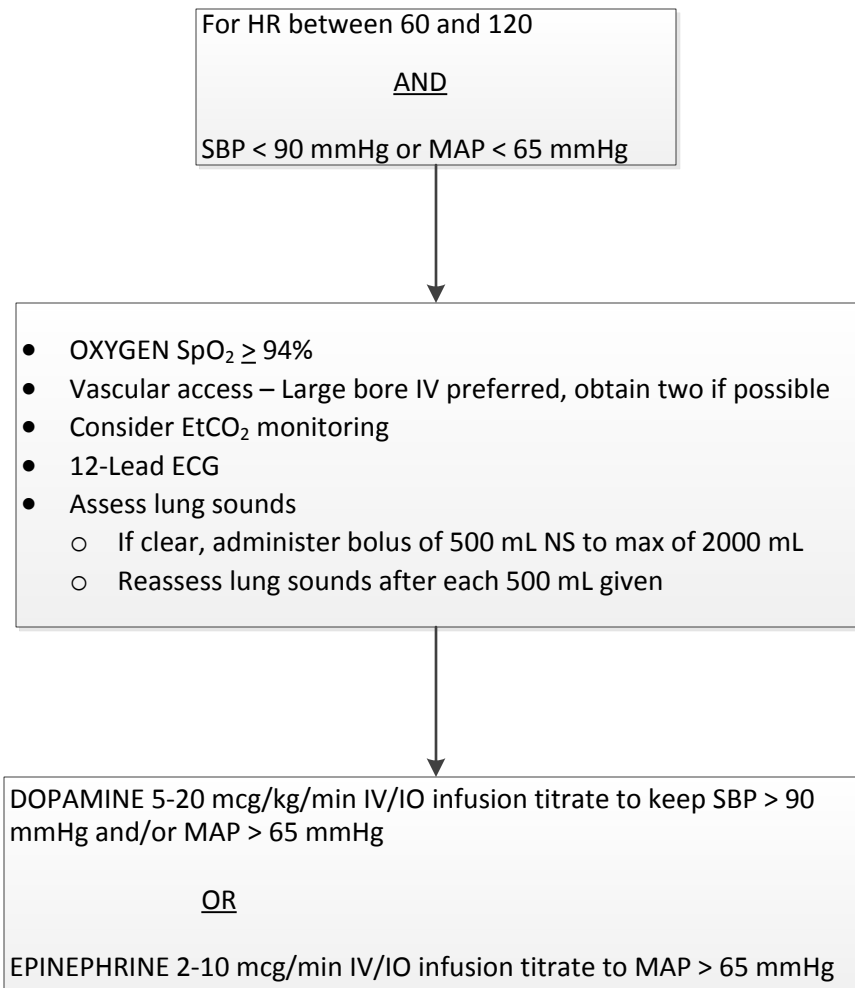 For HR between 60 and 120
AND
SBP < 90 mmHg or MAP < 65 mmHg
• OXYGEN SpO₂ ≥ 94%
• Vascular access – Large bore IV preferred, obtain two if possible
• Consider EtCO₂ monitoring
• 12-Lead ECG
• Assess lung sounds
o If clear, administer bolus of 500 mL NS to max of 2000 mL
o Reassess lung sounds after each 500 mL given
DOPAMINE 5-20 mcg/kg/min IV/IO infusion titrate to keep SBP > 90
mmHg and/or MAP > 65 mmHg
OR
EPINEPHRINE 2-10 mcg/min IV/IO infusion titrate to MAP > 65 mmHg